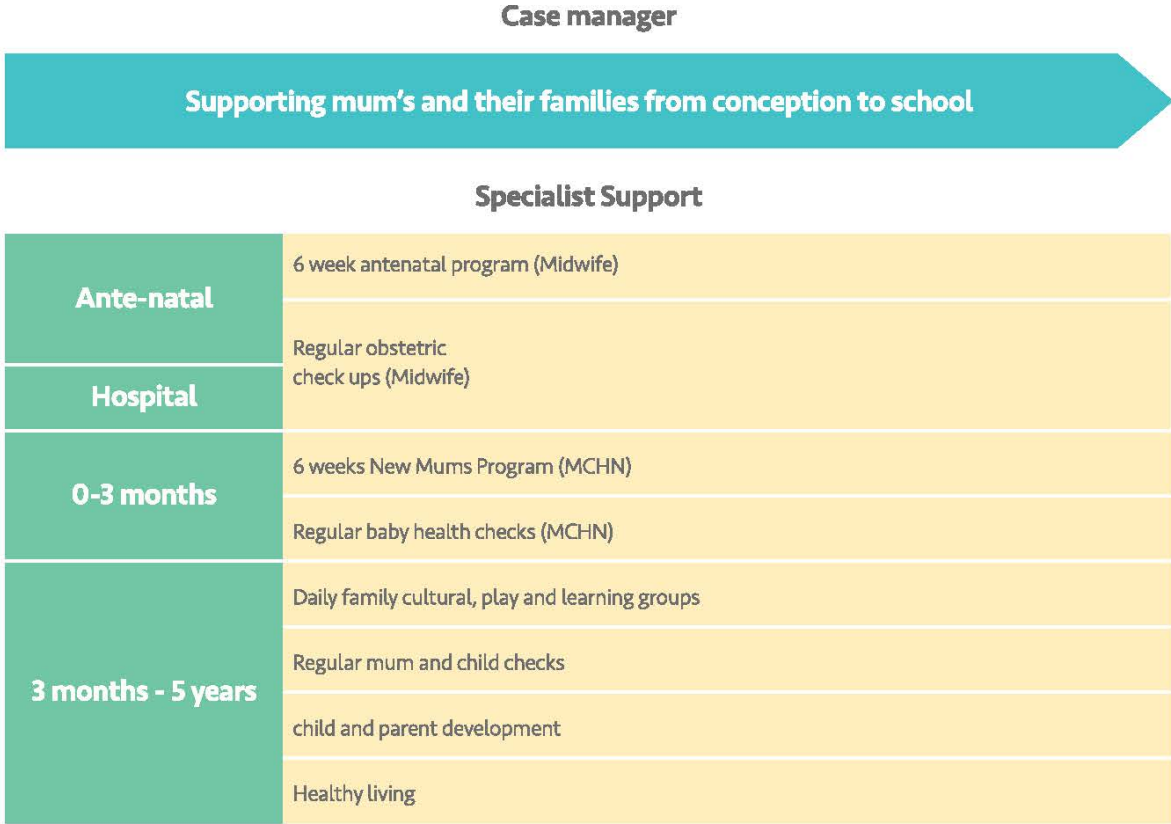 Case manager
Supporting mum's and their families from conception to school
Specialist Support
Ante-natal
6 week antenatal program (Midwife)
Regular obstetric
check ups (Midwife)
Hospital
0-3 months
6 weeks New Mums Program (MCHN)
Regular baby health checks (MCHN)
3 months - 5 years
Daily family cultural, play and learning groups
Regular mum and child checks
child and parent development
Healthy living